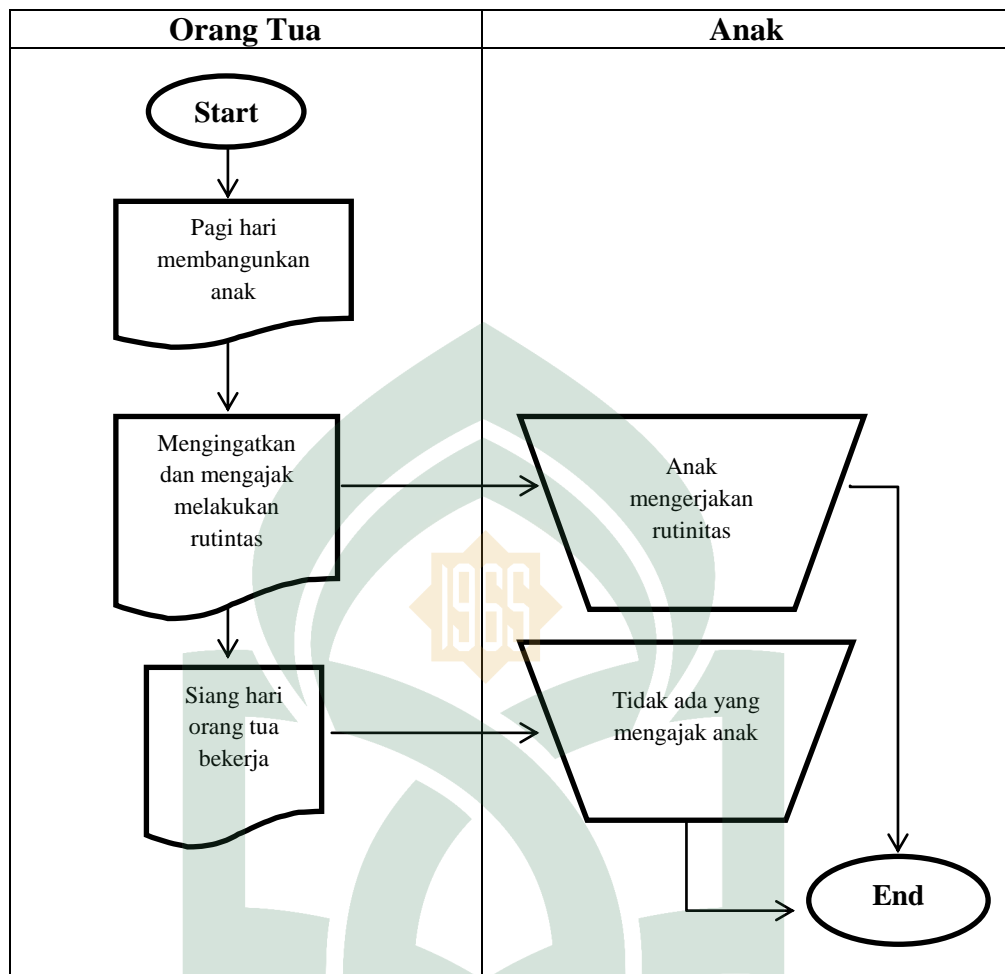 Orang Tua
Anak
Start
Pagi hari
membangunkan
anak
Mengingatkan
dan mengajak
melakukan
rutintas
Anak
mengerjakan
rutinitas
1965
Siang hari
orang tua
bekerja
Tidak ada yang
mengajak anak
End